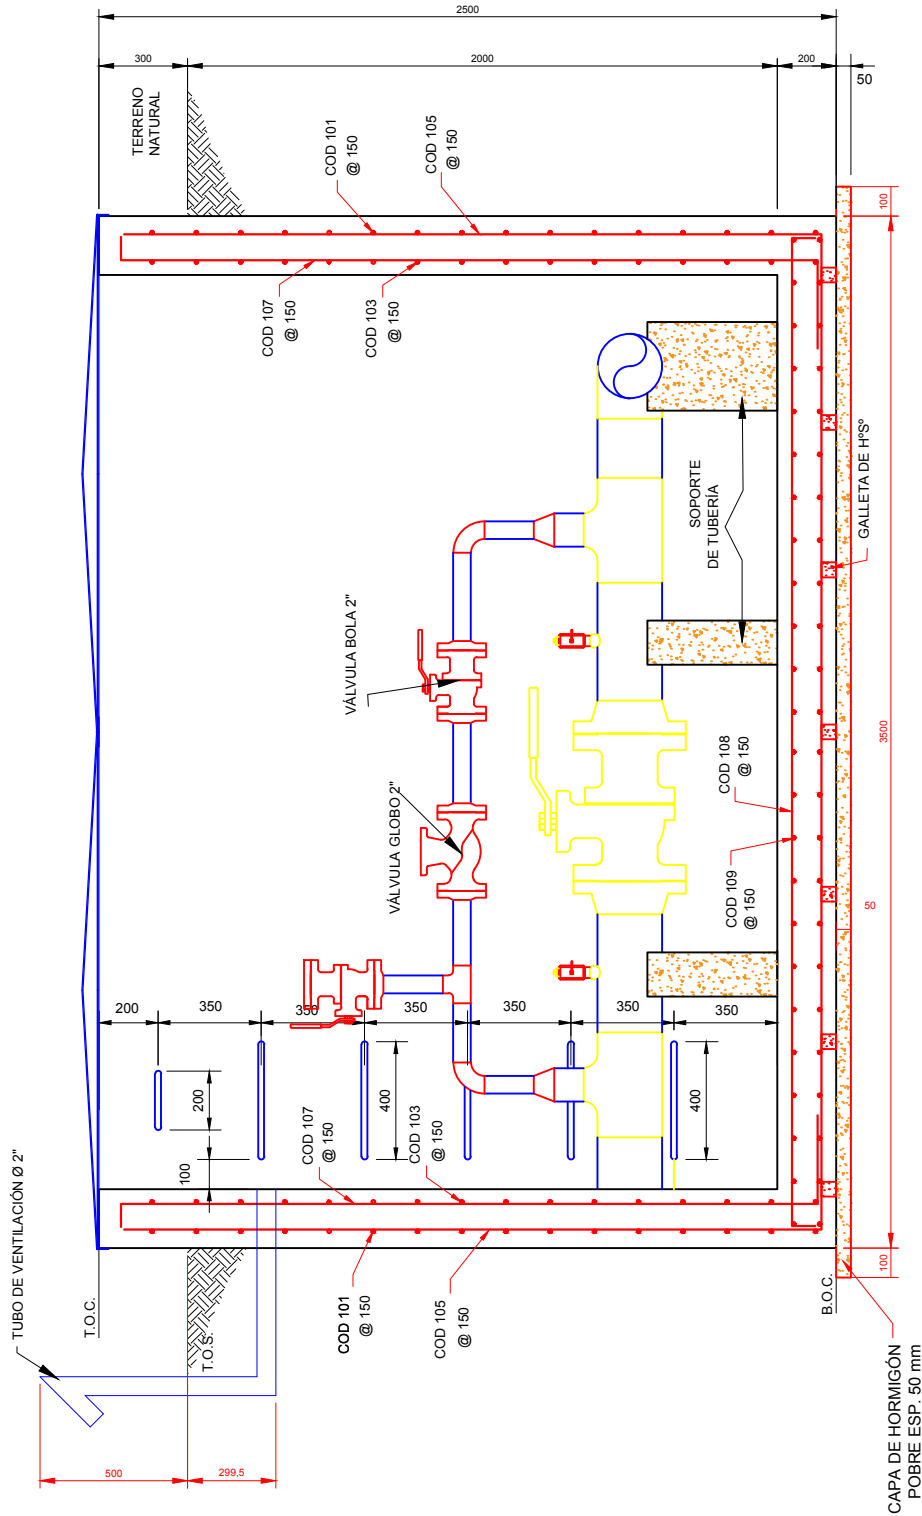 TUBO DE VENTILACIÓN Ø 2"
T.O.C.
T.O.S.
500
299,5
2500
300
2000
200
50
TERRENO
NATURAL
COD 101
@ 150
COD 105
@ 150
COD 107
@ 150
COD 103
@ 150
100
3500
50
100
GALLETA DE HºSº
SOPORTE
DE TUBERÍA
VÁLVULA BOLA 2"
VÁLVULA GLOBO 2"
COD 108
@ 150
COD 109
@ 150
200
350
350
350
350
350
350
200
400
400
100
COD 107
@ 150
COD 103
@ 150
COD 101
@ 150
COD 105
@ 150
B.O.C.
CAPA DE HORMIGÓN
POBRE ESP. 50 mm